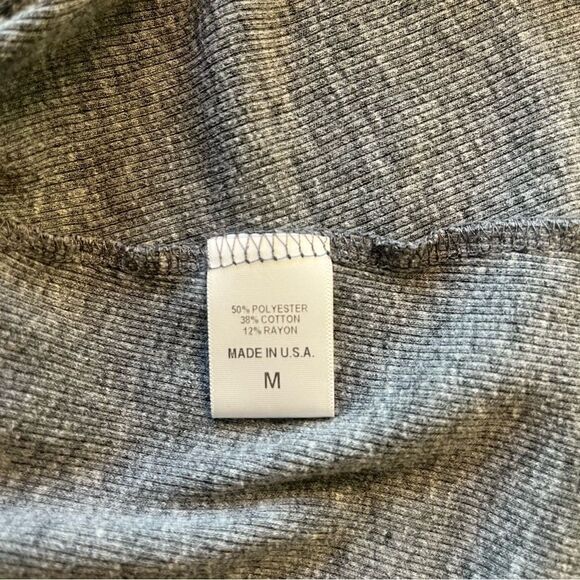 50% POLYESTER
38% COTTON
12% RAYON
MADE IN U.S.A.
M